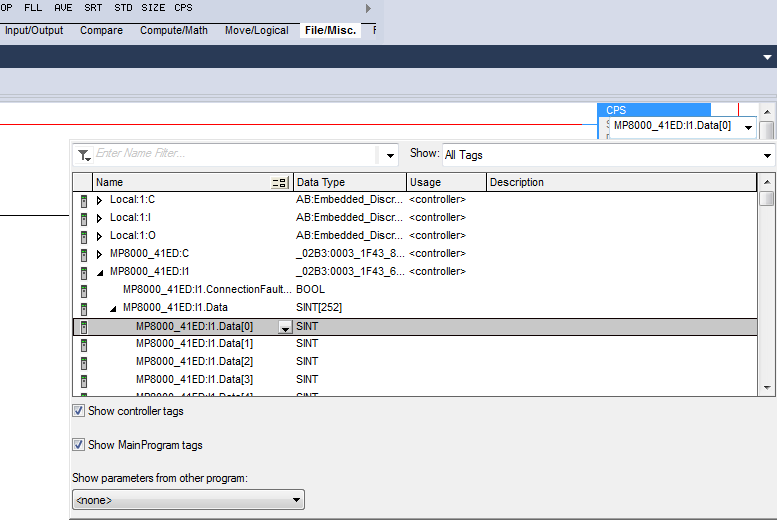 OP FLL AVE SRT STD SIZE CPS
Input/Output Compare Compute/Math Move/Logical File/Misc.
CPS
MP8000_41ED:I1.Data[0]
Enter Name Filter... Show: All Tags
Name Data Type Usage Description
Local:1:C AB:Embedded_Discr... <controller>
Local:1:I AB:Embedded_Discr... <controller>
Local:1:O AB:Embedded_Discr... <controller>
MP8000_41ED:C _02B3:0003_1F43_8... <controller>
MP8000_41ED:I1 _02B3:0003_1F43_6... <controller>
MP8000_41ED:I1.ConnectionFault... BOOL
MP8000_41ED:I1.Data SINT[252]
MP8000_41ED:I1.Data[0] SINT
MP8000_41ED:I1.Data[1] SINT
MP8000_41ED:I1.Data[2] SINT
MP8000_41ED:I1.Data[3] SINT
MP8000_41ED:I1.Data[4] SINT
Show controller tags
Show MainProgram tags
Show parameters from other program:
<none>